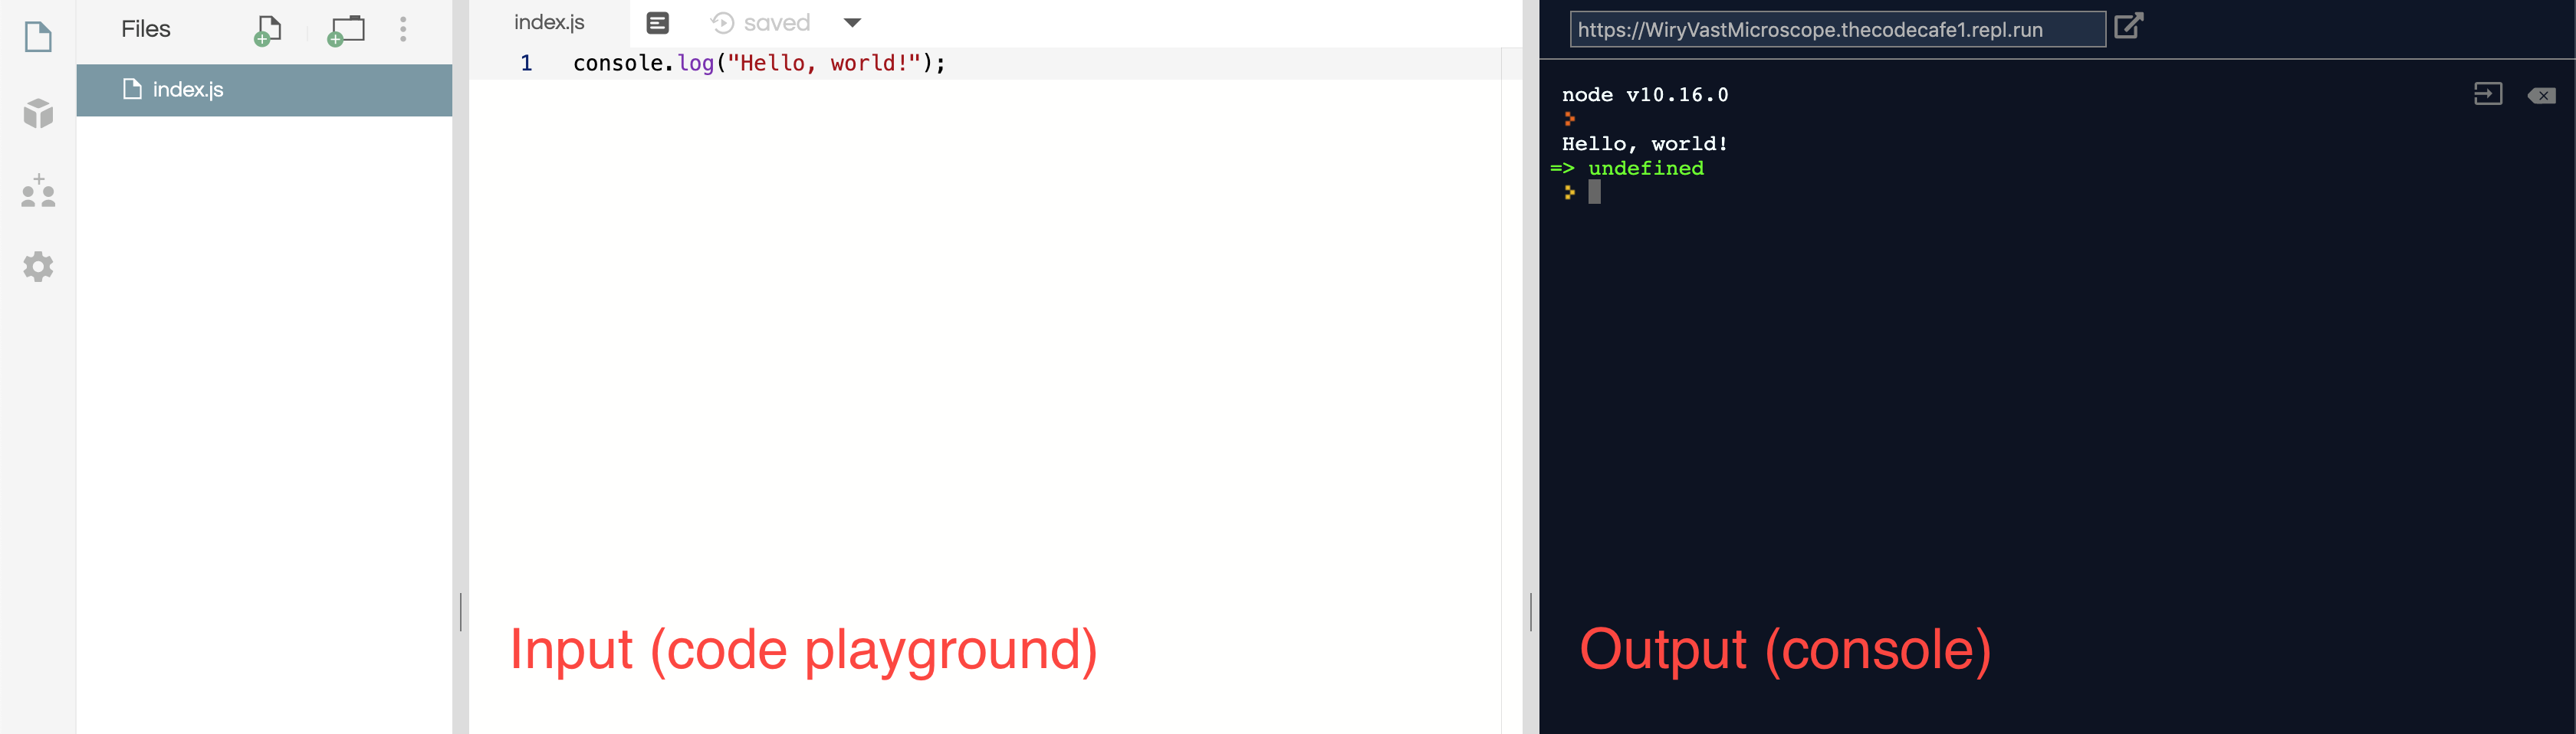 Files
index.js
index.js
saved
1 console.log("Hello, world!");
Input (code playground)
https://WiryVastMicroscope.thecodecafe1.repl.run
node v10.16.0
Hello, world!
=> undefined
Output (console)